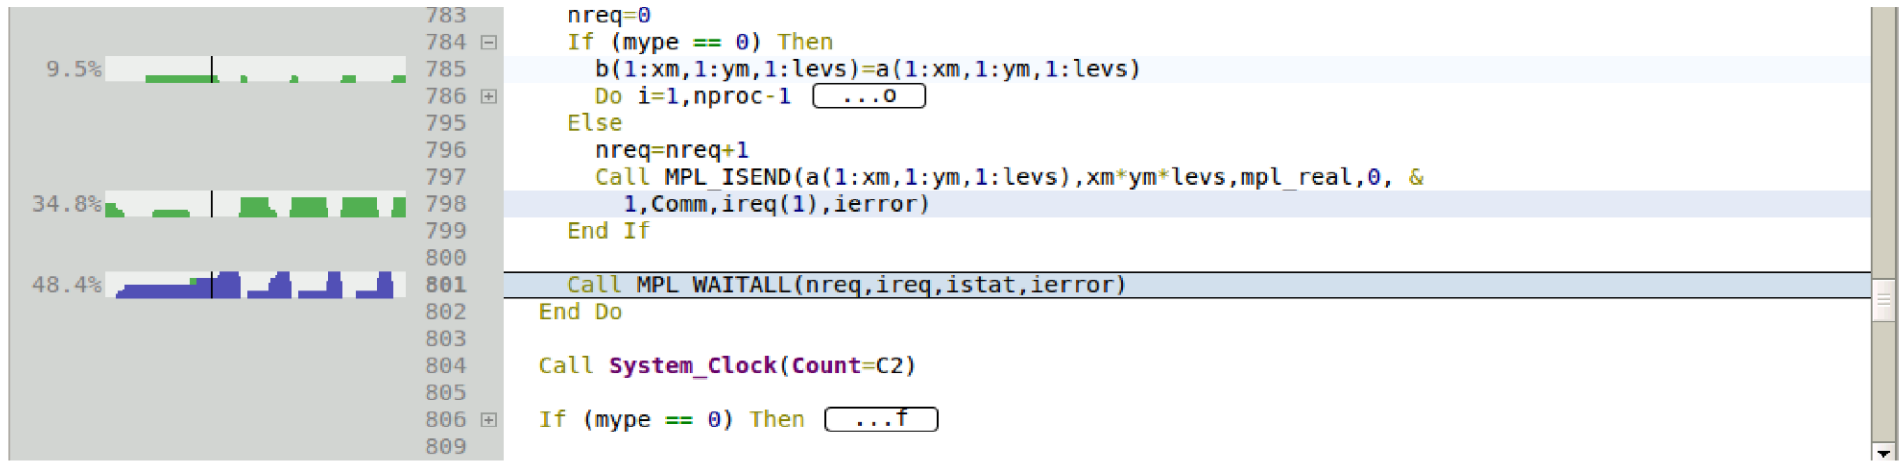 783 nreq=0
784 If (mype == 0) Then
9.5% 785 b(1:xm,1:ym,1:levs)=a(1:xm,1:ym,1:levs)
786 Do i=1,nproc-1 ...o
795 Else
796 nreq=nreq+1
797 Call MPL_ISEND(a(1:xm,1:ym,1:levs),xm*ym*levs,mpl_real,0, &
34.8% 798 1,Comm,ireq(1),ierror)
799 End If
800
48.4% 801 Call MPL_WAITALL(nreq,ireq,istat,ierror)
802 End Do
803
804 Call System_Clock(Count=C2)
805
806 If (mype == 0) Then ...f
809